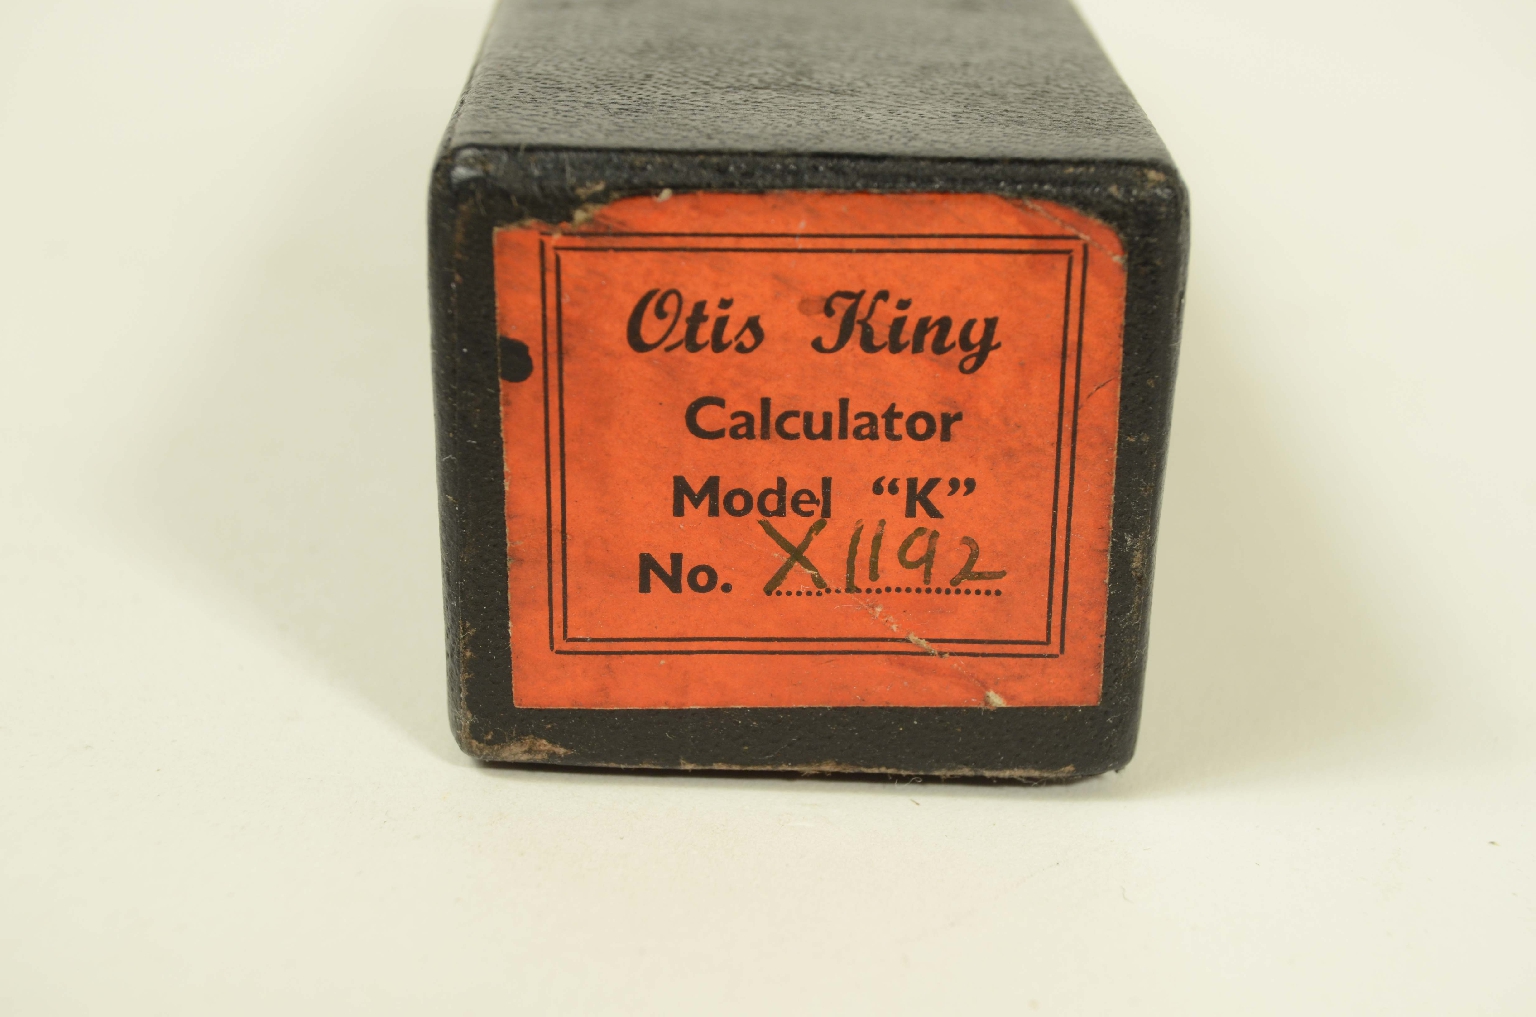 Otis King
Calculator
Model “K”
No. X1192